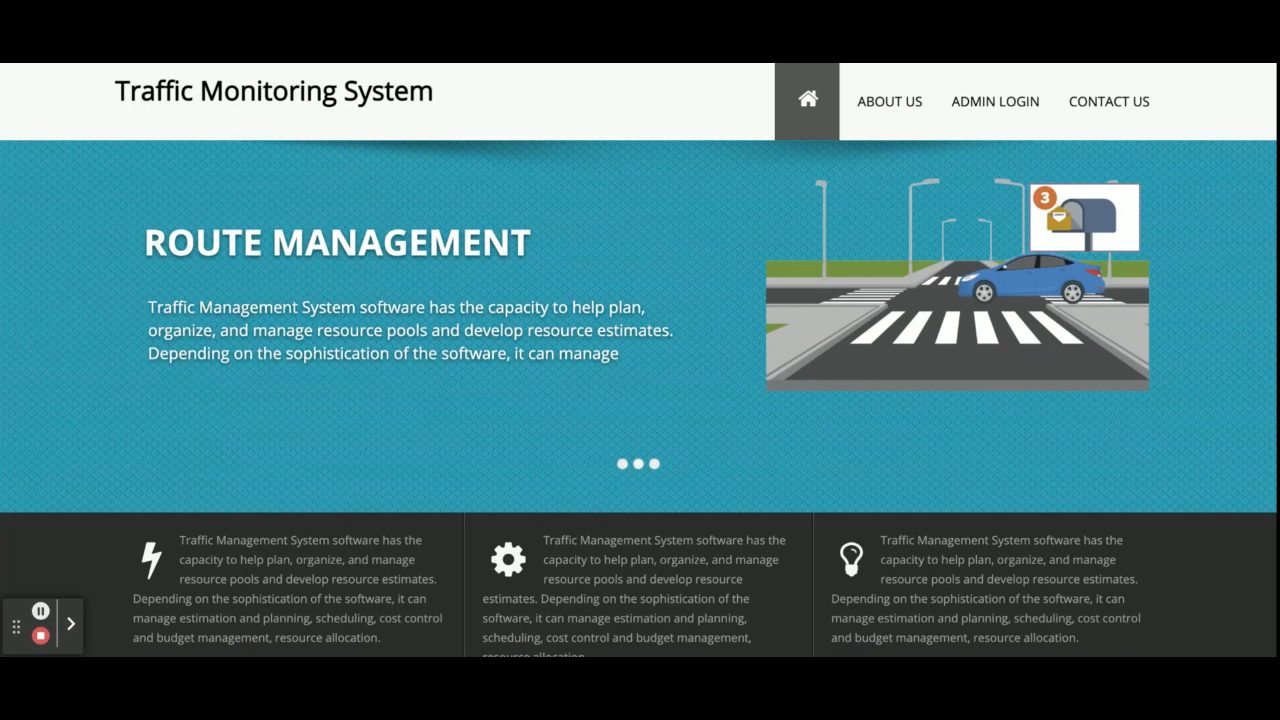 Traffic Monitoring System
ABOUT US
ADMIN LOGIN
CONTACT US
3
ROUTE MANAGEMENT
Traffic Management System software has the capacity to help plan,
organize, and manage resource pools and develop resource estimates.
Depending on the sophistication of the software, it can manage
Traffic Management System software has the
capacity to help plan, organize, and manage
resource pools and develop resource estimates.
Depending on the sophistication of the software, it can
manage estimation and planning, scheduling, cost control
and budget management, resource allocation.
Traffic Management System software has the
capacity to help plan, organize, and manage
resource pools and develop resource
estimates. Depending on the sophistication of the
software, it can manage estimation and planning,
scheduling, cost control and budget management,
resource allocation.
Traffic Management System software has the
capacity to help plan, organize, and manage
resource pools and develop resource estimates.
Depending on the sophistication of the software, it can
manage estimation and planning, scheduling, cost control
and budget management, resource allocation.